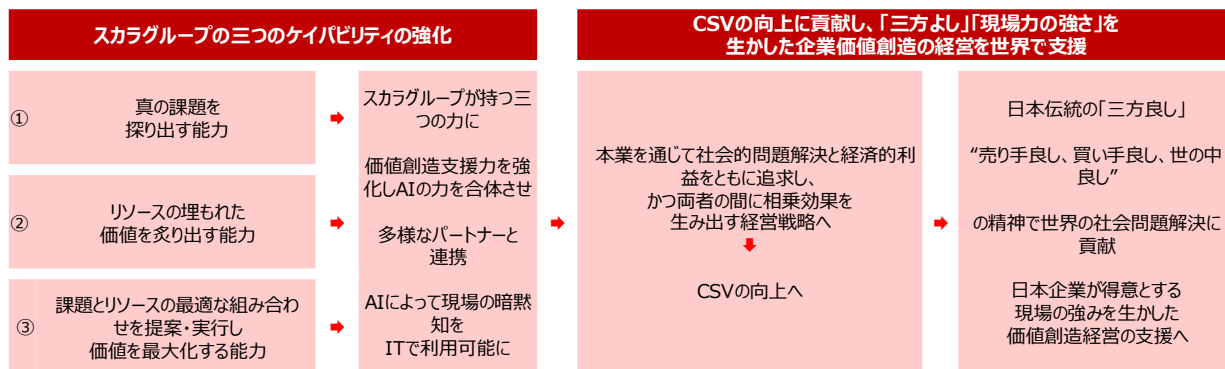 スカラグループの三つのケイパビリティの強化
CSVの向上に貢献し、「三方よし」「現場力の強さ」を
生かした企業価値創造の経営を世界で支援
①
真の課題を
探り出す能力
②
リソースの埋もれた
価値を炙り出す能力
③
課題とリソースの最適な組み合わ
せを提案・実行し
価値を最大化する能力
スカラグループが持つ三
つの力に
価値創造支援力を強
化しAIの力を合体させ
多様なパートナーと
連携
AIによって現場の暗黙
知を
ITで利用可能に
本業を通じて社会的問題解決と経済的利
益をともに追求し、
かつ両者の間に相乗効果を
生み出す経営戦略へ
CSVの向上へ
日本伝統の「三方良し」
“売り手良し、買い手良し、世の中
良し”
の精神で世界の社会問題解決に
貢献
日本企業が得意とする
現場の強みを生かした
価値創造経営の支援へ